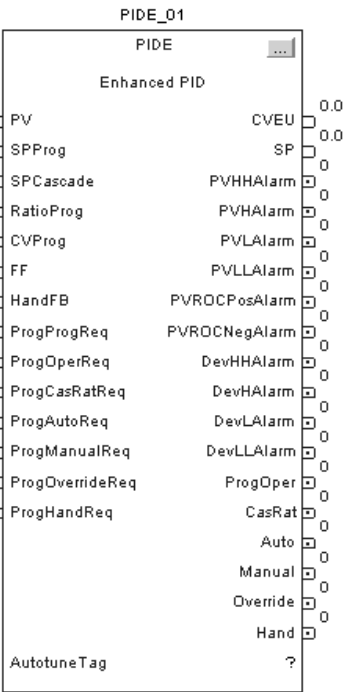 PIDE_01
PIDE ...
Enhanced PID
0.0
PV CVEU
0.0
SPProg SP
0
SPCascade PVHHAlarm
0
RatioProg PVHAlarm
0
CVProg PVLAlarm
0
FF PVLLAlarm
0
HandFB PVROCPosAlarm
0
ProgProgReq PVROCNegAlarm
0
ProgOperReq DevHHAlarm
0
ProgCasRatReq DevHAlarm
0
ProgAutoReq DevLAlarm
0
ProgManualReq DevLLAlarm
0
ProgOverrideReq ProgOper
0
ProgHandReq CasRat
0
Auto
0
Manual
0
Override
0
Hand
AutotuneTag ?